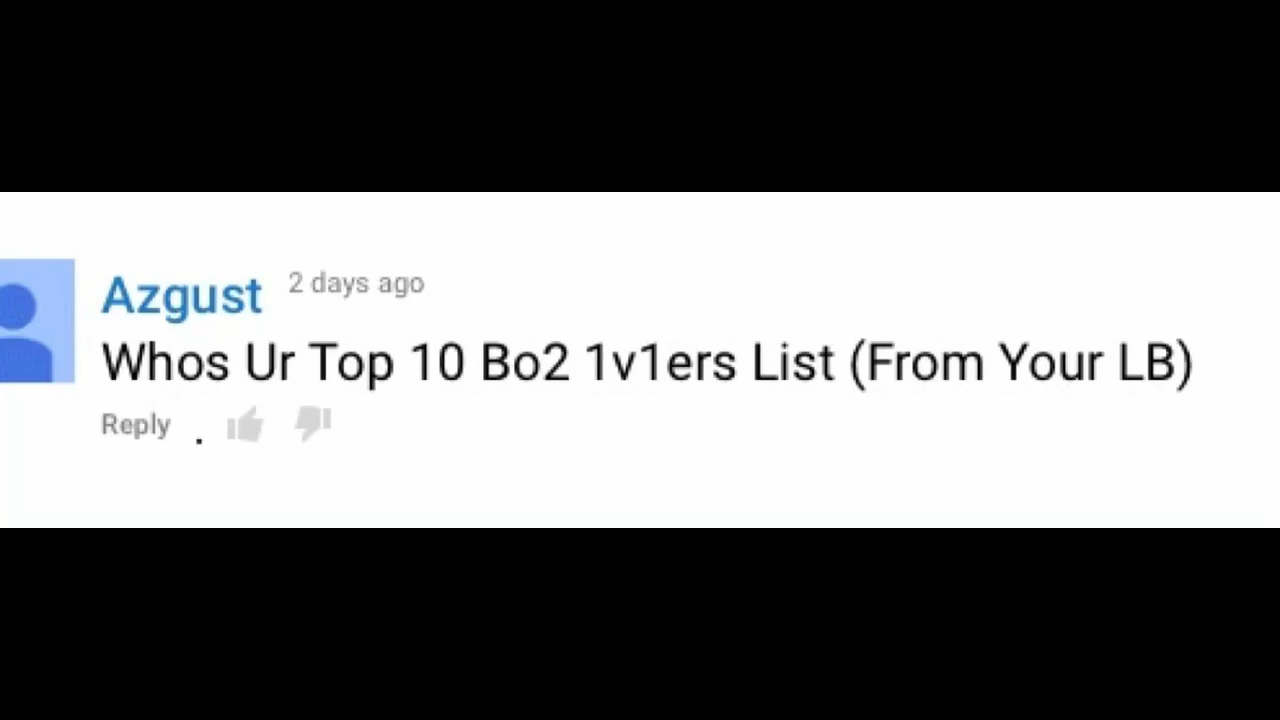 Azgust 2 days ago
Whos Ur Top 10 Bo2 1v1ers List (From Your LB)
Reply .